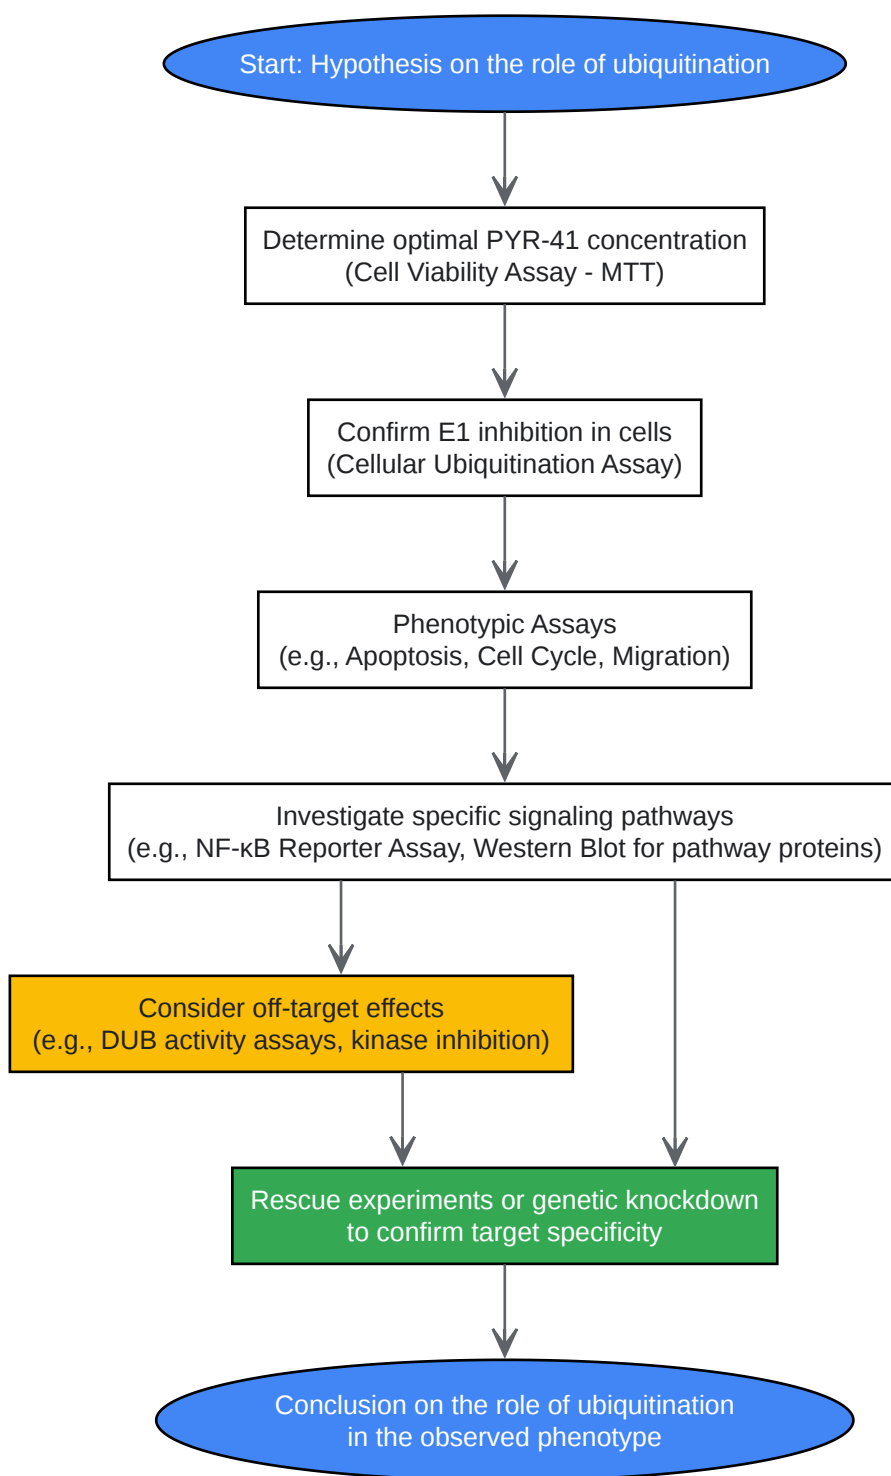 Start: Hypothesis on the role of ubiquitination
Determine optimal PYR-41 concentration
(Cell Viability Assay - MTT)
Confirm E1 inhibition in cells
(Cellular Ubiquitination Assay)
Phenotypic Assays
(e.g., Apoptosis, Cell Cycle, Migration)
Investigate specific signaling pathways
(e.g., NF-κB Reporter Assay, Western Blot for pathway proteins)
Consider off-target effects
(e.g., DUB activity assays, kinase inhibition)
Rescue experiments or genetic knockdown
to confirm target specificity
Conclusion on the role of ubiquitination
in the observed phenotype